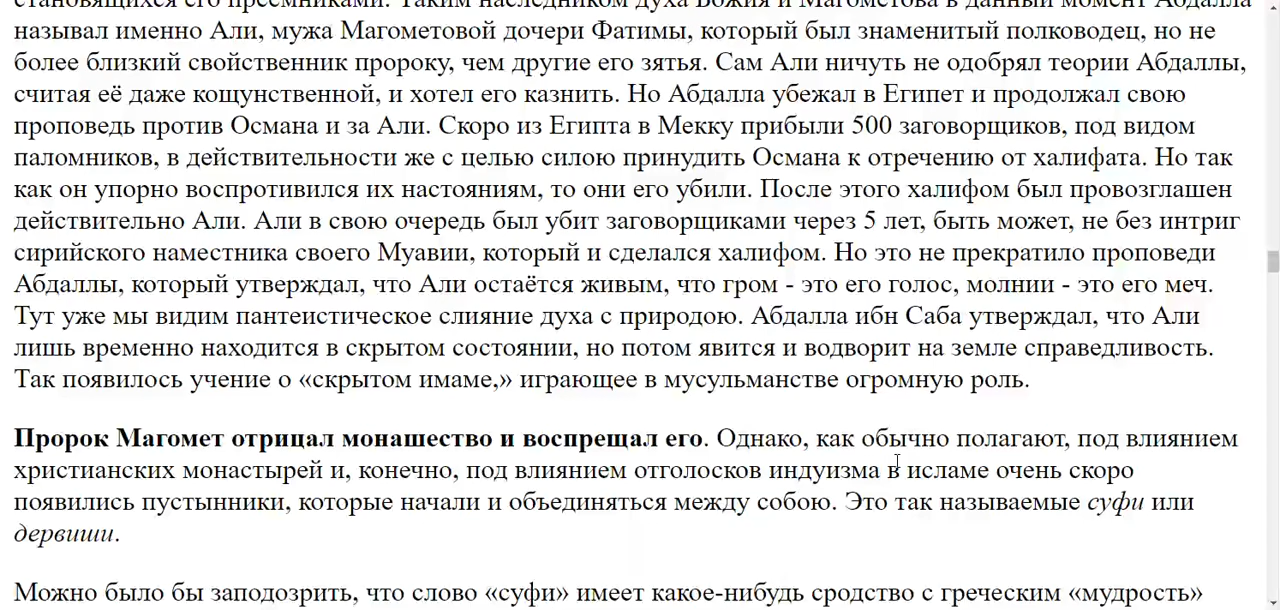 становящихся его преемниками. Таким наследником духа Божия и Магометова в данный момент Абдалла
называл именно Али, мужа Магометовой дочери Фатимы, который был знаменитый полководец, но не
более близкий свойственник пророку, чем другие его зятья. Сам Али ничуть не одобрял теории Абдаллы,
считая её даже кощунственной, и хотел его казнить. Но Абдалла убежал в Египет и продолжал свою
проповедь против Османа и за Али. Скоро из Египта в Мекку прибыли 500 заговорщиков, под видом
паломников, в действительности же с целью силою принудить Османа к отречению от халифата. Но так
как он упорно воспротивился их настояниям, то они его убили. После этого халифом был провозглашен
действительно Али. Али в свою очередь был убит заговорщиками через 5 лет, быть может, не без интриг
сирийского наместника своего Муавии, который и сделался халифом. Но это не прекратило проповеди
Абдаллы, который утверждал, что Али остаётся живым, что гром - это его голос, молнии - это его меч.
Тут уже мы видим пантеистическое слияние духа с природою. Абдалла ибн Саба утверждал, что Али
лишь временно находится в скрытом состоянии, но потом явится и водворит на земле справедливость.
Так появилось учение о «скрытом имаме,» играющее в мусульманстве огромную роль.
Пророк Магомет отрицал монашество и воспрещал его. Однако, как обычно полагают, под влиянием
христианских монастырей и, конечно, под влиянием отголосков индуизма в исламе очень скоро
появились пустынники, которые начали и объединяться между собою. Это так называемые суфи или
дервиши.
Можно было бы заподозрить, что слово «суфи» имеет какое-нибудь сродство с греческим «мудрость»